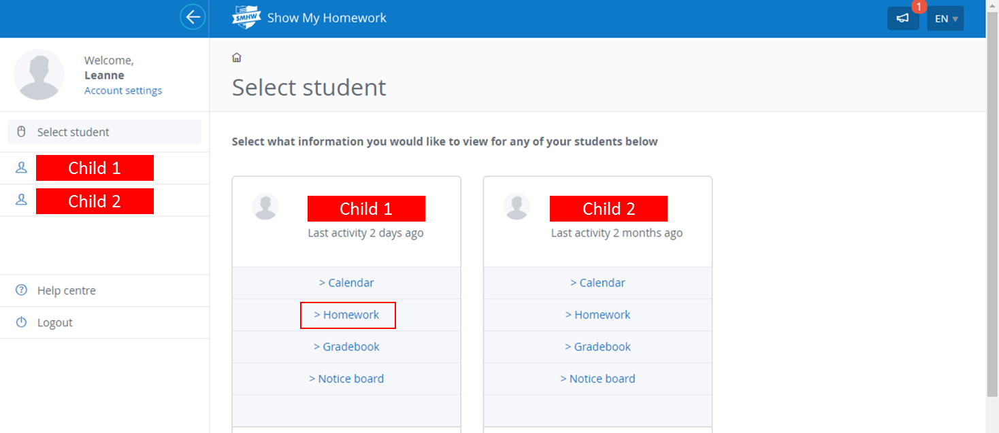 SMHW Show My Homework
1
EN
Welcome,
Leanne
Account settings
Select student
Child 1
Child 2
Help centre
Logout
Select student
Select what information you would like to view for any of your students below
Child 1
Last activity 2 days ago
> Calendar
> Homework
> Gradebook
> Notice board
Child 2
Last activity 2 months ago
> Calendar
> Homework
> Gradebook
> Notice board